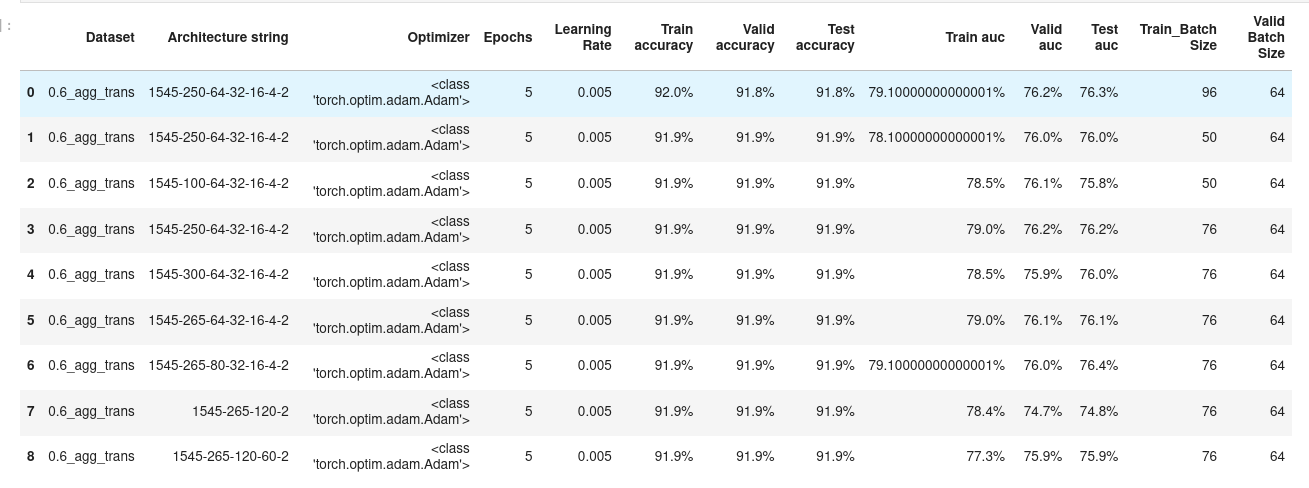 ]:
Dataset Architecture string Optimizer Epochs Learning Rate Train accuracy Valid accuracy Test accuracy Train auc Valid auc Test auc Train_Batch Size Valid Batch Size
0 0.6_agg_trans 1545-250-64-32-16-4-2 <class 'torch.optim.adam.Adam'> 5 0.005 92.0% 91.8% 91.8% 79.10000000000001% 76.2% 76.3% 96 64
1 0.6_agg_trans 1545-250-64-32-16-4-2 <class 'torch.optim.adam.Adam'> 5 0.005 91.9% 91.9% 91.9% 78.10000000000001% 76.0% 76.0% 50 64
2 0.6_agg_trans 1545-100-64-32-16-4-2 <class 'torch.optim.adam.Adam'> 5 0.005 91.9% 91.9% 91.9% 78.5% 76.1% 75.8% 50 64
3 0.6_agg_trans 1545-250-64-32-16-4-2 <class 'torch.optim.adam.Adam'> 5 0.005 91.9% 91.9% 91.9% 79.0% 76.2% 76.2% 76 64
4 0.6_agg_trans 1545-300-64-32-16-4-2 <class 'torch.optim.adam.Adam'> 5 0.005 91.9% 91.9% 91.9% 78.5% 75.9% 76.0% 76 64
5 0.6_agg_trans 1545-265-64-32-16-4-2 <class 'torch.optim.adam.Adam'> 5 0.005 91.9% 91.9% 91.9% 79.0% 76.1% 76.1% 76 64
6 0.6_agg_trans 1545-265-80-32-16-4-2 <class 'torch.optim.adam.Adam'> 5 0.005 91.9% 91.9% 91.9% 79.10000000000001% 76.0% 76.4% 76 64
7 0.6_agg_trans 1545-265-120-2 <class 'torch.optim.adam.Adam'> 5 0.005 91.9% 91.9% 91.9% 78.4% 74.7% 74.8% 76 64
8 0.6_agg_trans 1545-265-120-60-2 <class 'torch.optim.adam.Adam'> 5 0.005 91.9% 91.9% 91.9% 77.3% 75.9% 75.9% 76 64